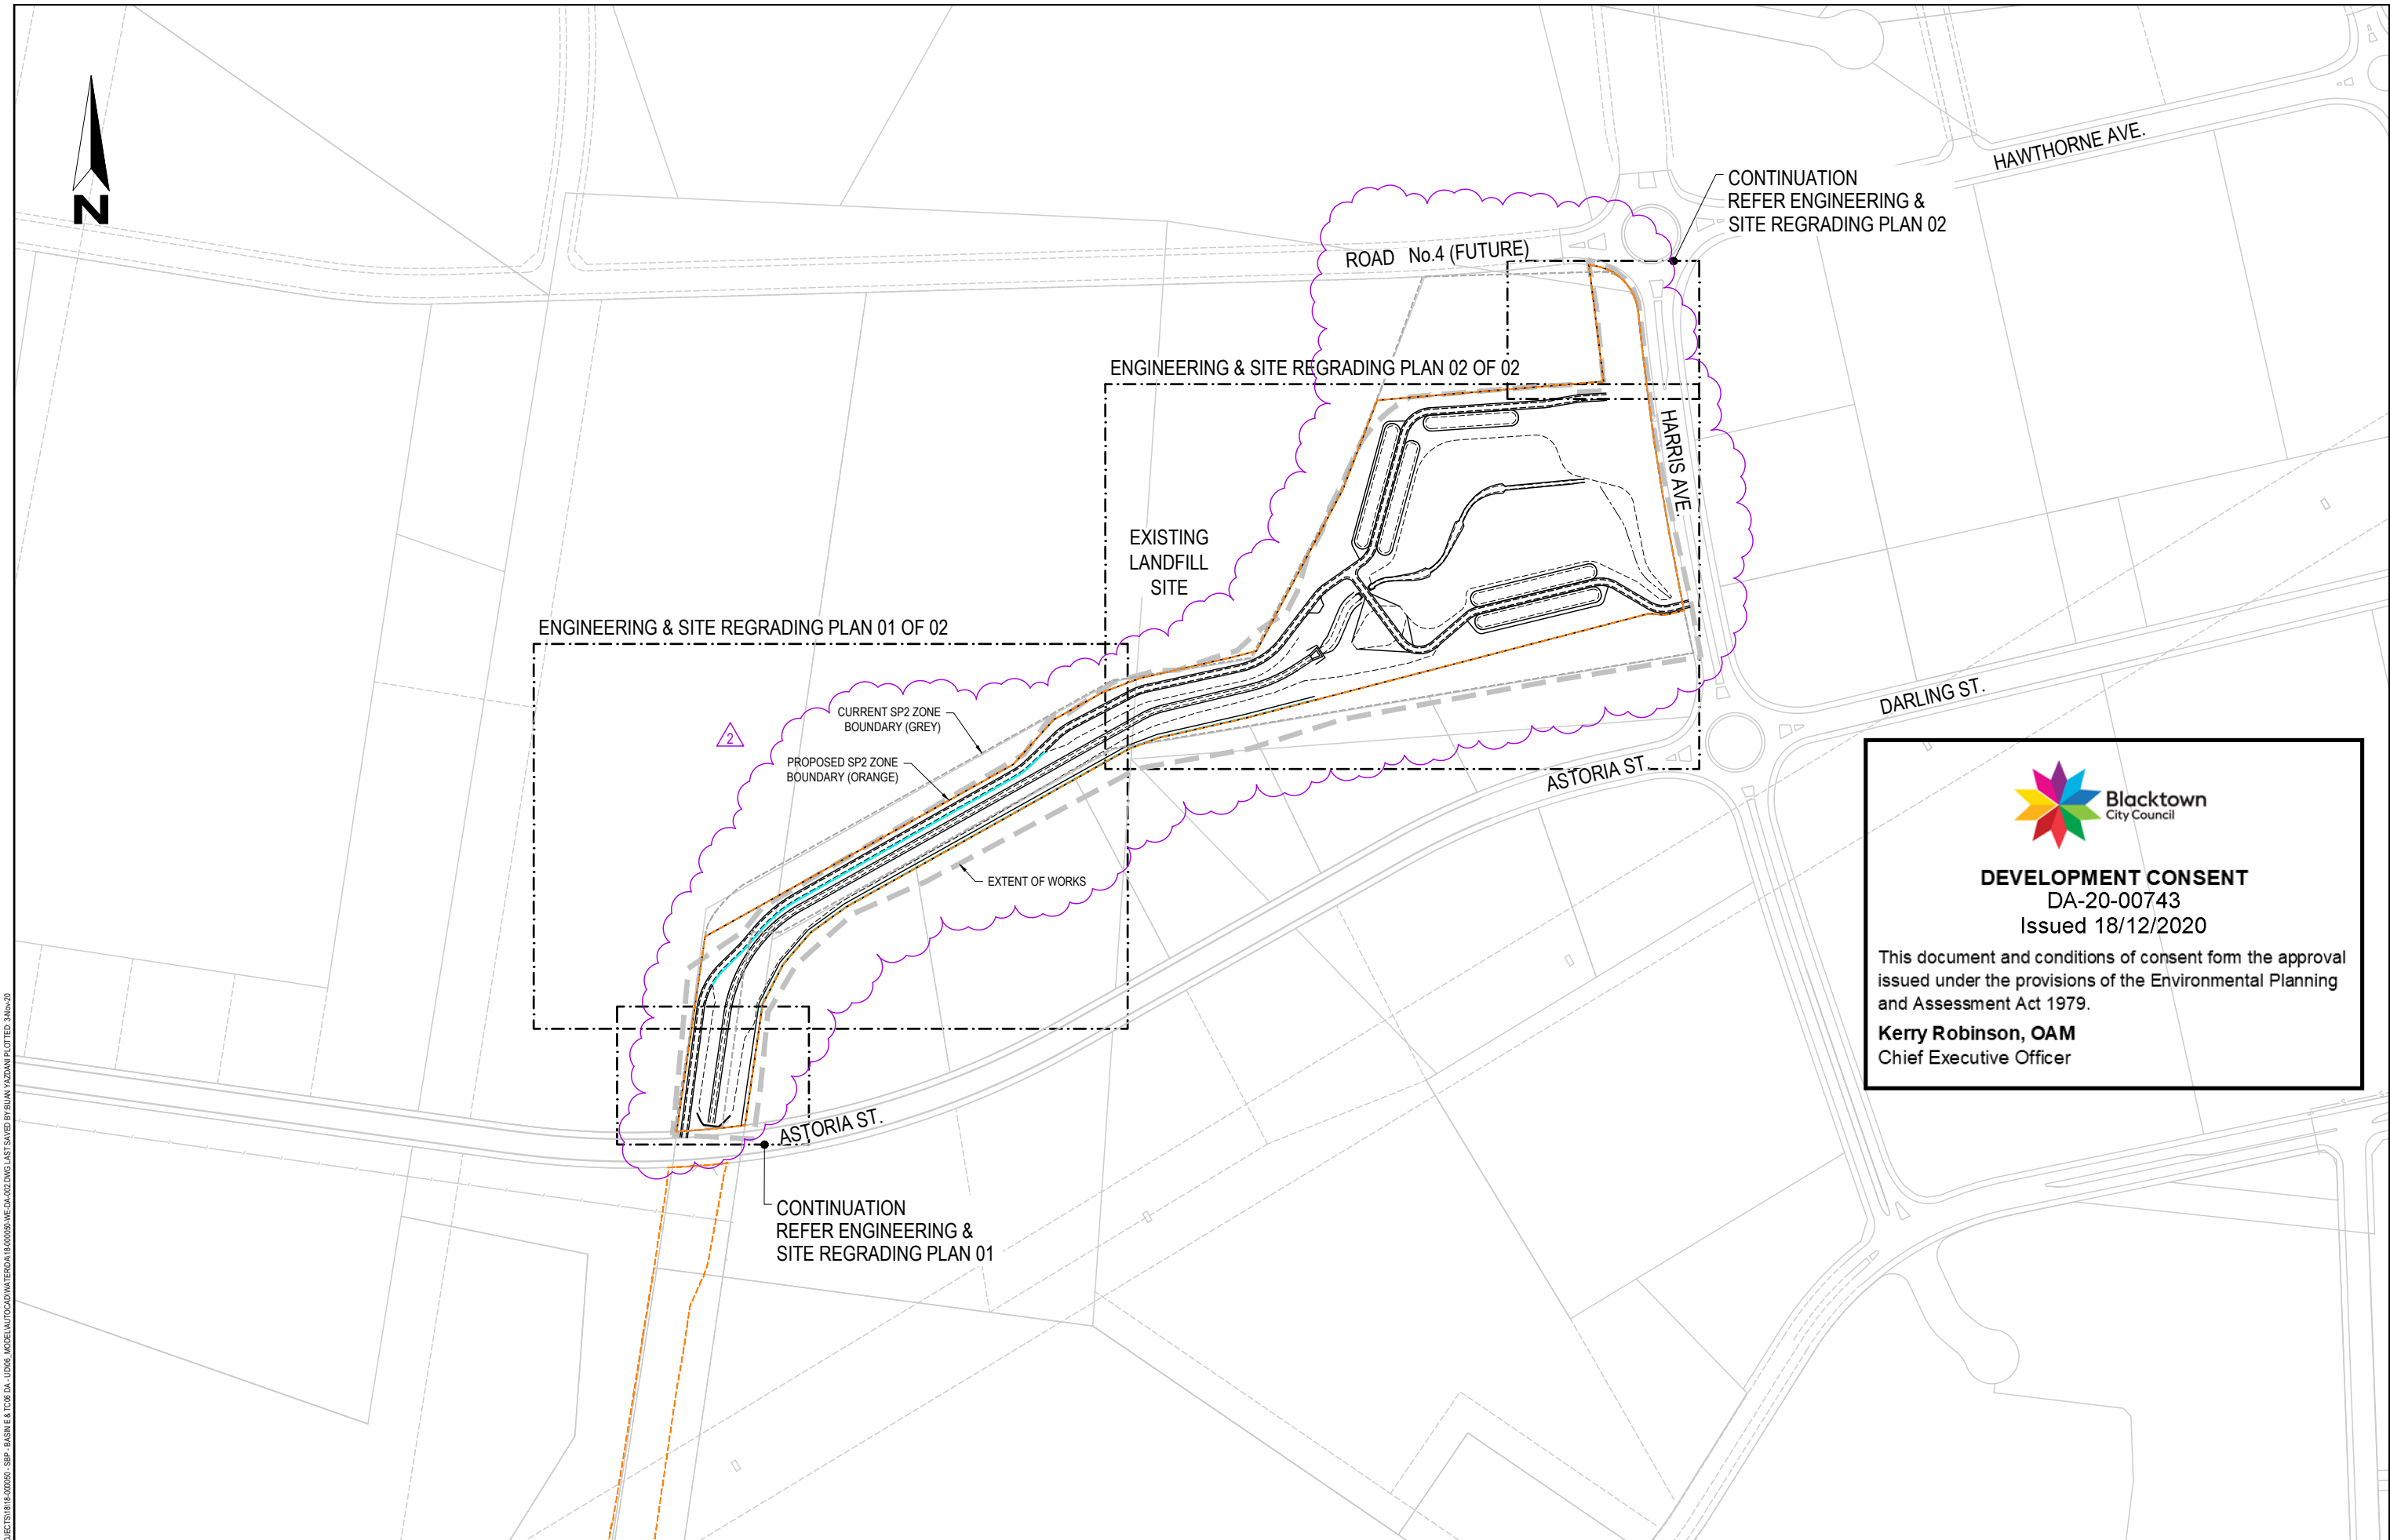 N
HAWTHORNE AVE.
CONTINUATION
REFER ENGINEERING &
SITE REGRADING PLAN 02
ROAD No.4 (FUTURE)
ENGINEERING & SITE REGRADING PLAN 02 OF 02
HARRIS AVE.
EXISTING
LANDFILL
SITE
ENGINEERING & SITE REGRADING PLAN 01 OF 02
CURRENT SP2 ZONE
BOUNDARY (GREY)
2
PROPOSED SP2 ZONE
BOUNDARY (ORANGE)
DARLING ST.
ASTORIA ST.
EXTENT OF WORKS
Blacktown
City Council
DEVELOPMENT CONSENT
DA-20-00743
Issued 18/12/2020
This document and conditions of consent form the approval
issued under the provisions of the Environmental Planning
and Assessment Act 1979.
Kerry Robinson, OAM
Chief Executive Officer
ASTORIA ST.
CONTINUATION
REFER ENGINEERING &
SITE REGRADING PLAN 01